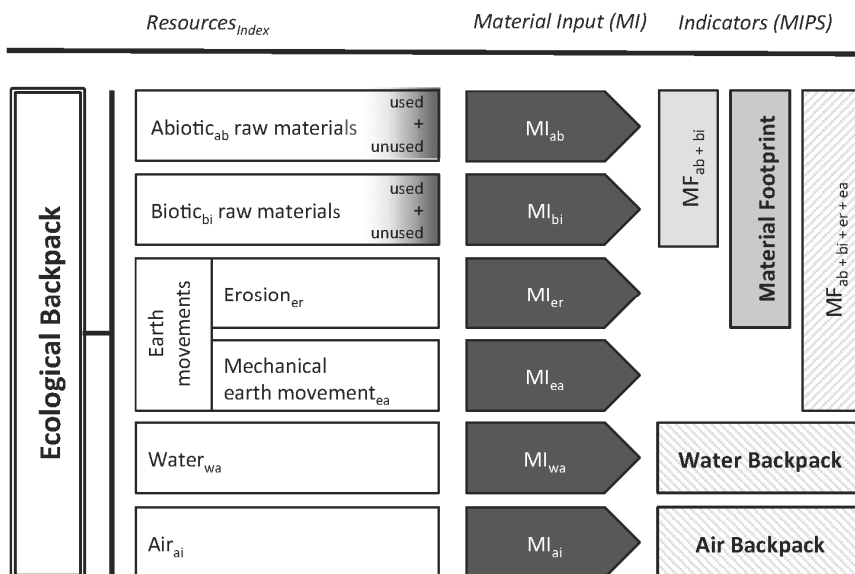 Resources_Index
Material Input (MI)
Indicators (MIPS)
Ecological Backpack
Abiotic_ab raw materials
used
+
unused
MI_ab
Biotic_bi raw materials
used
+
unused
MI_bi
Earth
movements
Erosion_er
MI_er
Mechanical
earth movement_ea
MI_ea
Water_wa
MI_wa
Air_ai
MI_ai
MF_ab + bi
Material Footprint
MF_ab + bi + er + ea
Water Backpack
Air Backpack